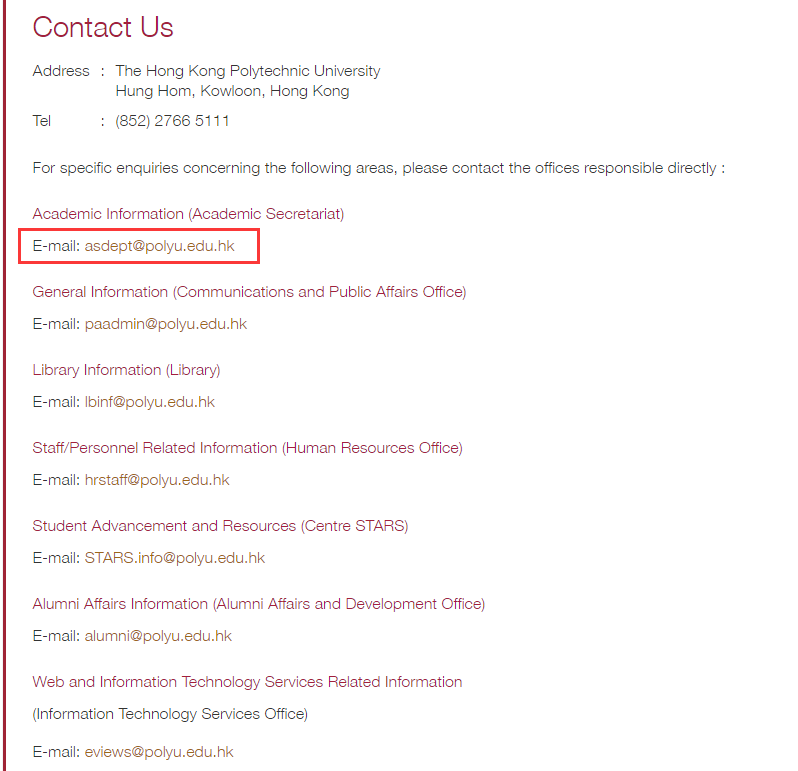 Contact Us
Address : The Hong Kong Polytechnic University
Hung Hom, Kowloon, Hong Kong
Tel : (852) 2766 5111
For specific enquiries concerning the following areas, please contact the offices responsible directly :
Academic Information (Academic Secretariat)
E-mail: asdept@polyu.edu.hk
General Information (Communications and Public Affairs Office)
E-mail: paadmin@polyu.edu.hk
Library Information (Library)
E-mail: lbinf@polyu.edu.hk
Staff/Personnel Related Information (Human Resources Office)
E-mail: hrstaff@polyu.edu.hk
Student Advancement and Resources (Centre STARS)
E-mail: STARS.info@polyu.edu.hk
Alumni Affairs Information (Alumni Affairs and Development Office)
E-mail: alumni@polyu.edu.hk
Web and Information Technology Services Related Information
(Information Technology Services Office)
E-mail: eviews@polyu.edu.hk